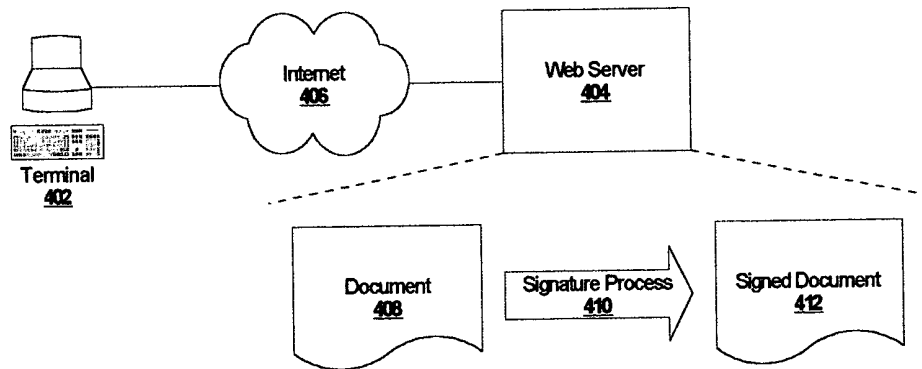 Internet
406
Web Server
404
Terminal
402
Document
408
Signature Process
410
Signed Document
412